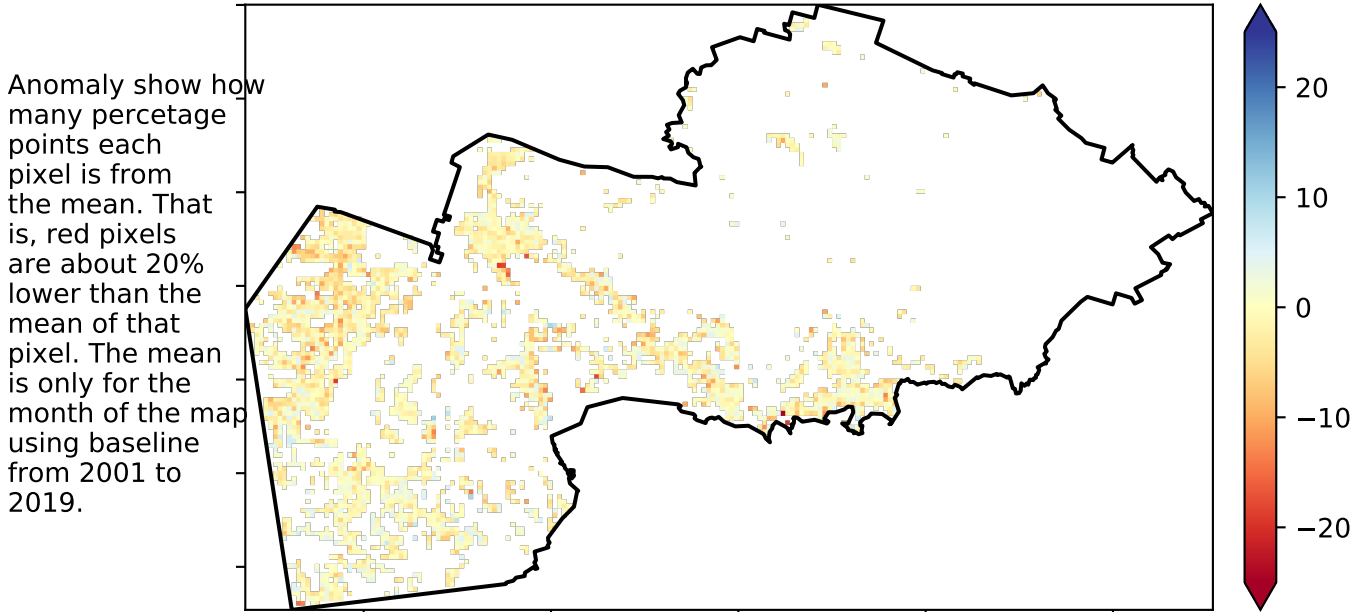 Anomaly show how
many percetage
points each
pixel is from
the mean. That
is, red pixels
are about 20%
lower than the
mean of that
pixel. The mean
is only for the
month of the map
using baseline
from 2001 to
2019.
20
10
0
−10
−20